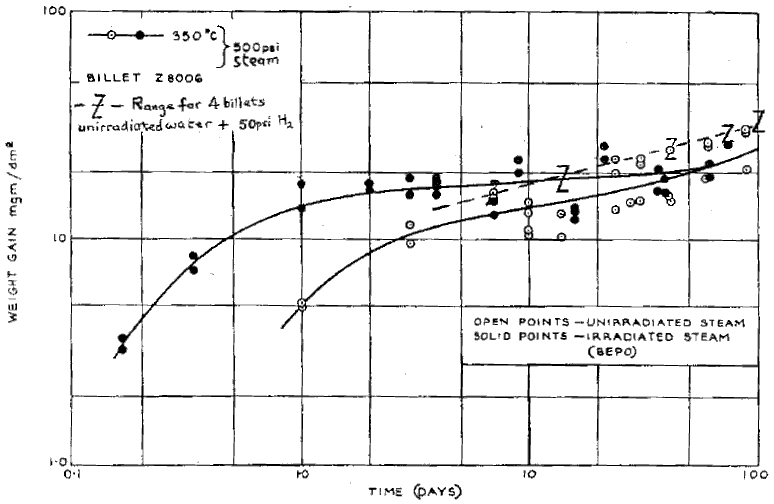 100
350°C
500psi
steam
BILLET Z8006
-Z- Range for 4 billets
unirradiated water + 50psi H2
WEIGHT GAIN mgm/dm²
10
OPEN POINTS — UNIRRADIATED STEAM
SOLID POINTS — IRRADIATED STEAM
(BEPO)
1·0
0·1
1·0
10
100
TIME (DAYS)